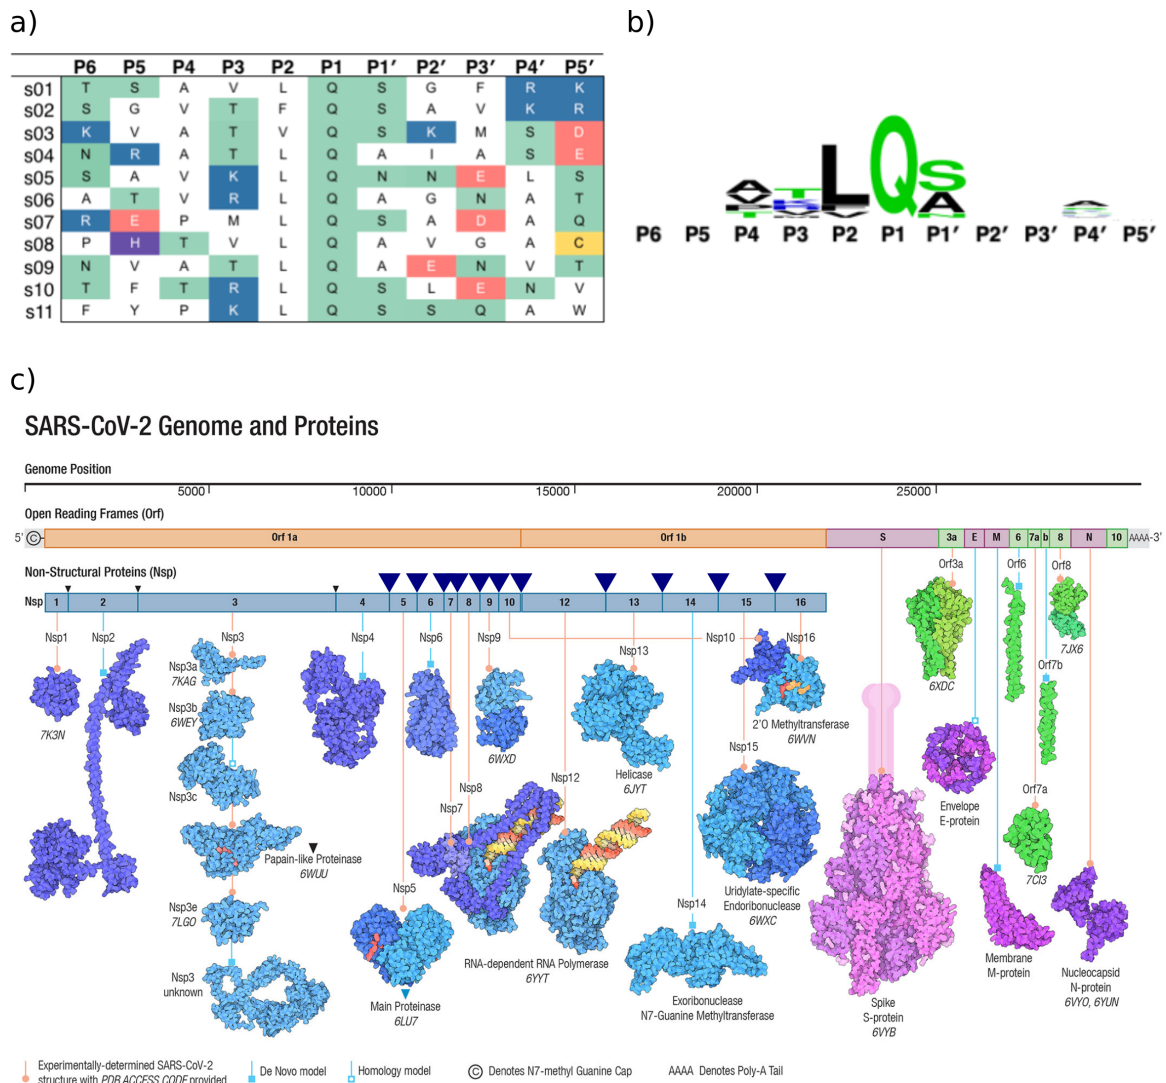 a)
P6 P5 P4 P3 P2 P1 P1′ P2′ P3′ P4′ P5′
s01 T S A V L Q S G F R K
s02 S G V T F Q S A V K R
s03 K V A T V Q S K M S D
s04 N R A T L Q A I A S E
s05 S A V K L Q N N E L S
s06 A T V R L Q A G N A T
s07 R E P M L Q S A D A Q
s08 P H T V L Q A V G A C
s09 N V A T L Q A E N V T
s10 T F T R L Q S L E N V
s11 F Y P K L Q S S Q A W
b)
A T L Q S
V K V A
P6 P5 P4 P3 P2 P1 P1′ P2′ P3′ P4′ P5′
c)
SARS-CoV-2 Genome and Proteins
Genome Position
5000 10000 15000 20000 25000
Open Reading Frames (Orf)
5′ C Orf 1a Orf 1b S 3a E M 6 7a b 8 N 10 AAAA-3′
Non-Structural Proteins (Nsp)
Nsp 1 2 3 4 5 6 7 8 9 10 12 13 14 15 16
Orf3a Orf6 Orf8
Nsp1 Nsp2 Nsp3 Nsp4 Nsp6 Nsp9 Nsp10 Nsp16
Nsp13
Nsp3a
7KAG
7JX6
Orf7b
6XDC
Nsp3b
6WEY
7K3N
2'O Methyltransferase
6WVN
Nsp15
6WXD
Helicase
6JYT
Nsp3c
Nsp12
Nsp8
Nsp7
Orf7a
Envelope
E-protein
Papain-like Proteinase
6WUU
7CI3
Nsp5
Uridylate-specific
Endoribonuclease
6WXC
Nsp14
Nsp3e
7LGO
RNA-dependent RNA Polymerase
6YYT
Membrane
M-protein
Nucleocapsid
N-protein
6VYO, 6YUN
Nsp3
unknown
Main Proteinase
6LU7
Exoribonuclease
N7-Guanine Methyltransferase
Spike
S-protein
6VYB
Experimentally-determined SARS-CoV-2
structure with PDB ACCESS CODE provided
De Novo model
Homology model
C Denotes N7-methyl Guanine Cap
AAAA Denotes Poly-A Tail